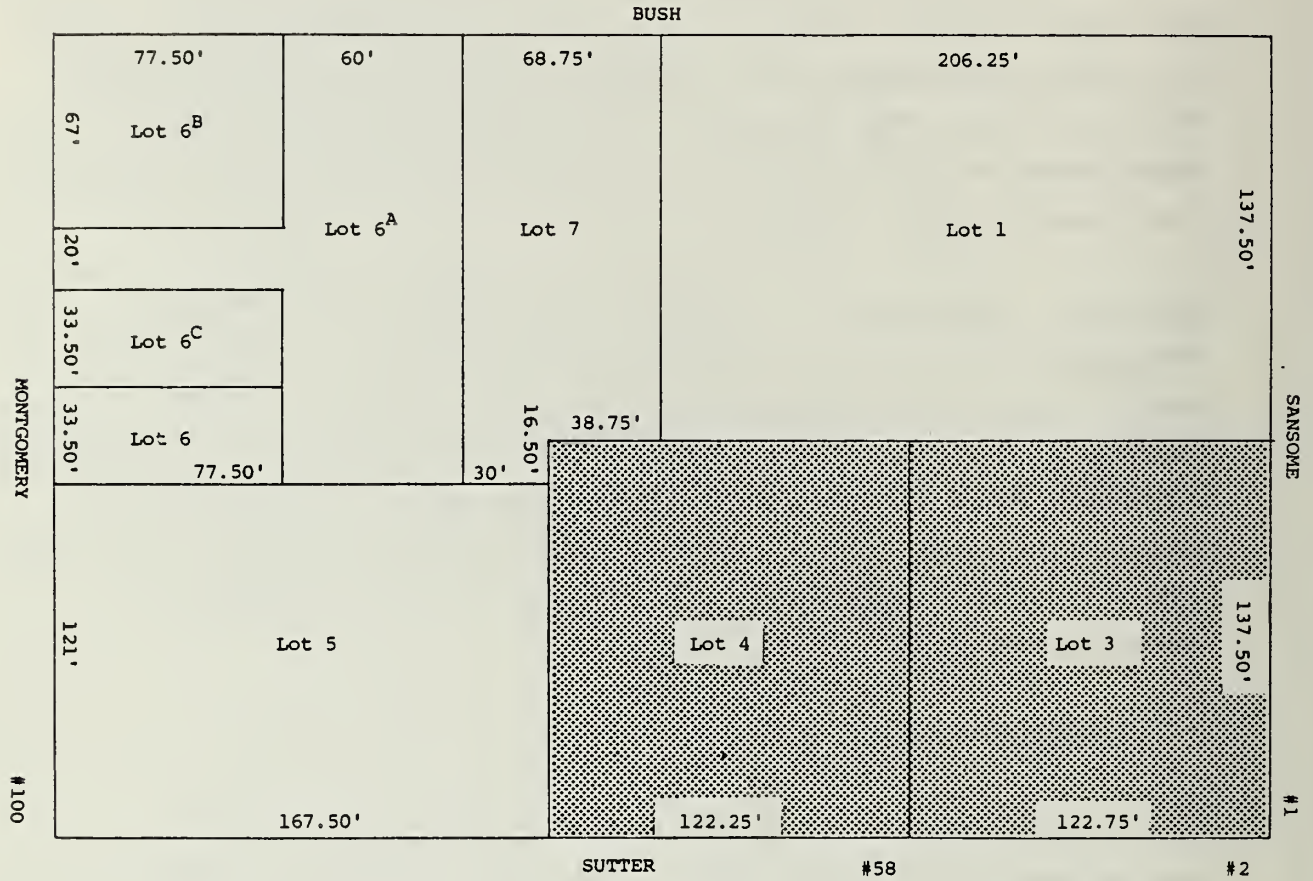 BUSH
77.50' 60' 68.75' 206.25'
67'
Lot 6ᴮ
137.50'
20'
Lot 6ᴬ
Lot 7
Lot 1
33.50'
Lot 6ꟲ
MONTGOMERY
33.50'
Lot 6
77.50'
30'
16.50'
38.75'
SANSOME
121'
Lot 5
Lot 4
Lot 3
137.50'
#100
167.50'
122.25'
122.75'
#1
SUTTER #58 #2